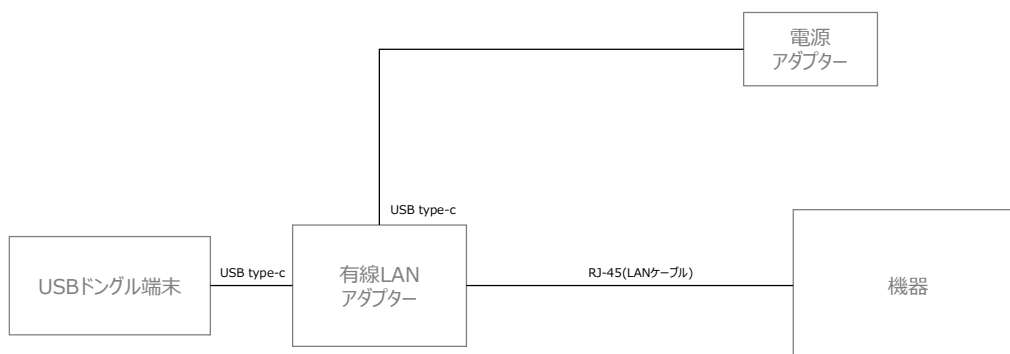 電源
アダプター
USB type-c
USBドングル端末
USB type-c
有線LAN
アダプター
RJ-45(LANケーブル)
機器